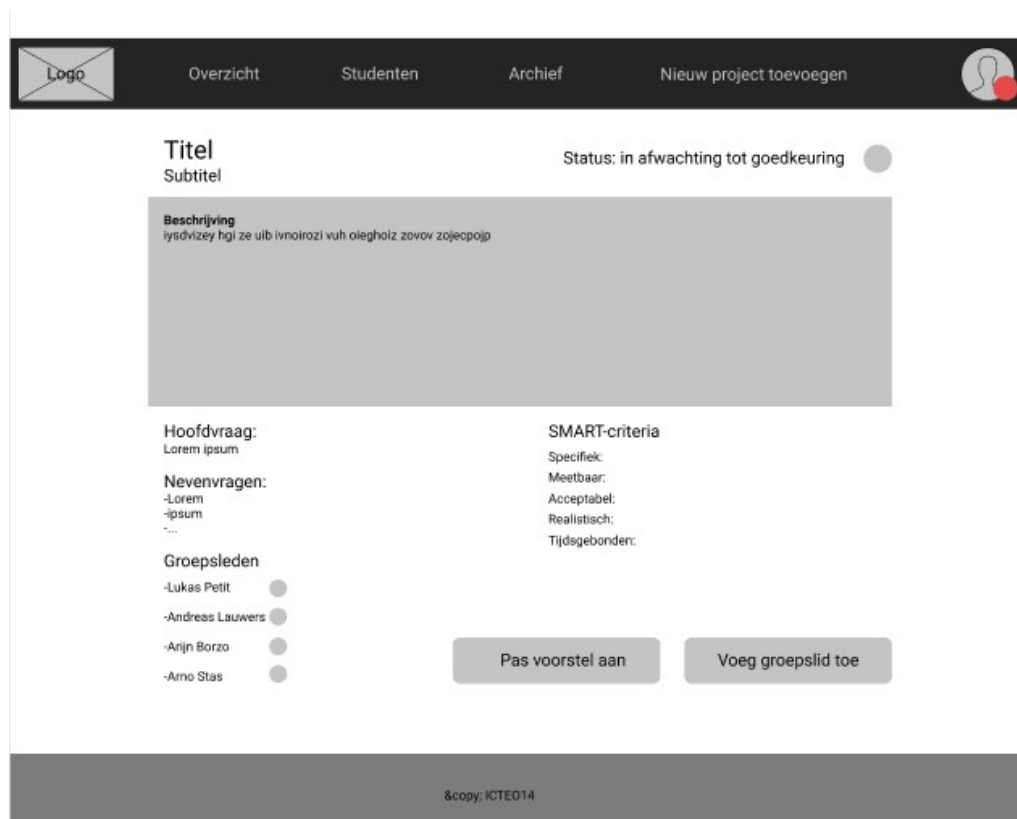 Logo
Overzicht
Studenten
Archief
Nieuw project toevoegen
Titel
Subtitel
Status: in afwachting tot goedkeuring
Beschrijving
iysdvizey hgi ze uib ivnoirozi vuh oieghoiz zovov zojecpojp
Hoofdvraag:
Lorem ipsum
Nevenvragen:
-Lorem
-ipsum
-...
Groepsleden
-Lukas Petit
-Andreas Lauwers
-Arijn Borzo
-Arno Stas
SMART-criteria
Specifiek:
Meetbaar:
Acceptabel:
Realistisch:
Tijdsgebonden:
Pas voorstel aan
Voeg groepslid toe
&copy; ICTEO14